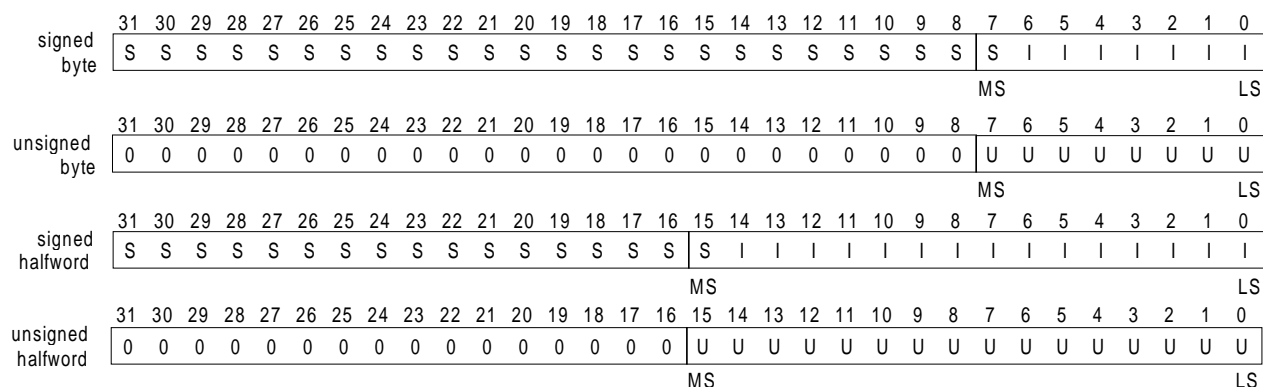 31 30 29 28 27 26 25 24 23 22 21 20 19 18 17 16 15 14 13 12 11 10 9 8 7 6 5 4 3 2 1 0
signed byte S S S S S S S S S S S S S S S S S S S S S S S S S I I I I I I I
MS LS
31 30 29 28 27 26 25 24 23 22 21 20 19 18 17 16 15 14 13 12 11 10 9 8 7 6 5 4 3 2 1 0
unsigned byte 0 0 0 0 0 0 0 0 0 0 0 0 0 0 0 0 0 0 0 0 0 0 0 0 U U U U U U U U
MS LS
31 30 29 28 27 26 25 24 23 22 21 20 19 18 17 16 15 14 13 12 11 10 9 8 7 6 5 4 3 2 1 0
signed halfword S S S S S S S S S S S S S S S S S I I I I I I I I I I I I I I I
MS LS
31 30 29 28 27 26 25 24 23 22 21 20 19 18 17 16 15 14 13 12 11 10 9 8 7 6 5 4 3 2 1 0
unsigned halfword 0 0 0 0 0 0 0 0 0 0 0 0 0 0 0 0 U U U U U U U U U U U U U U U U
MS LS